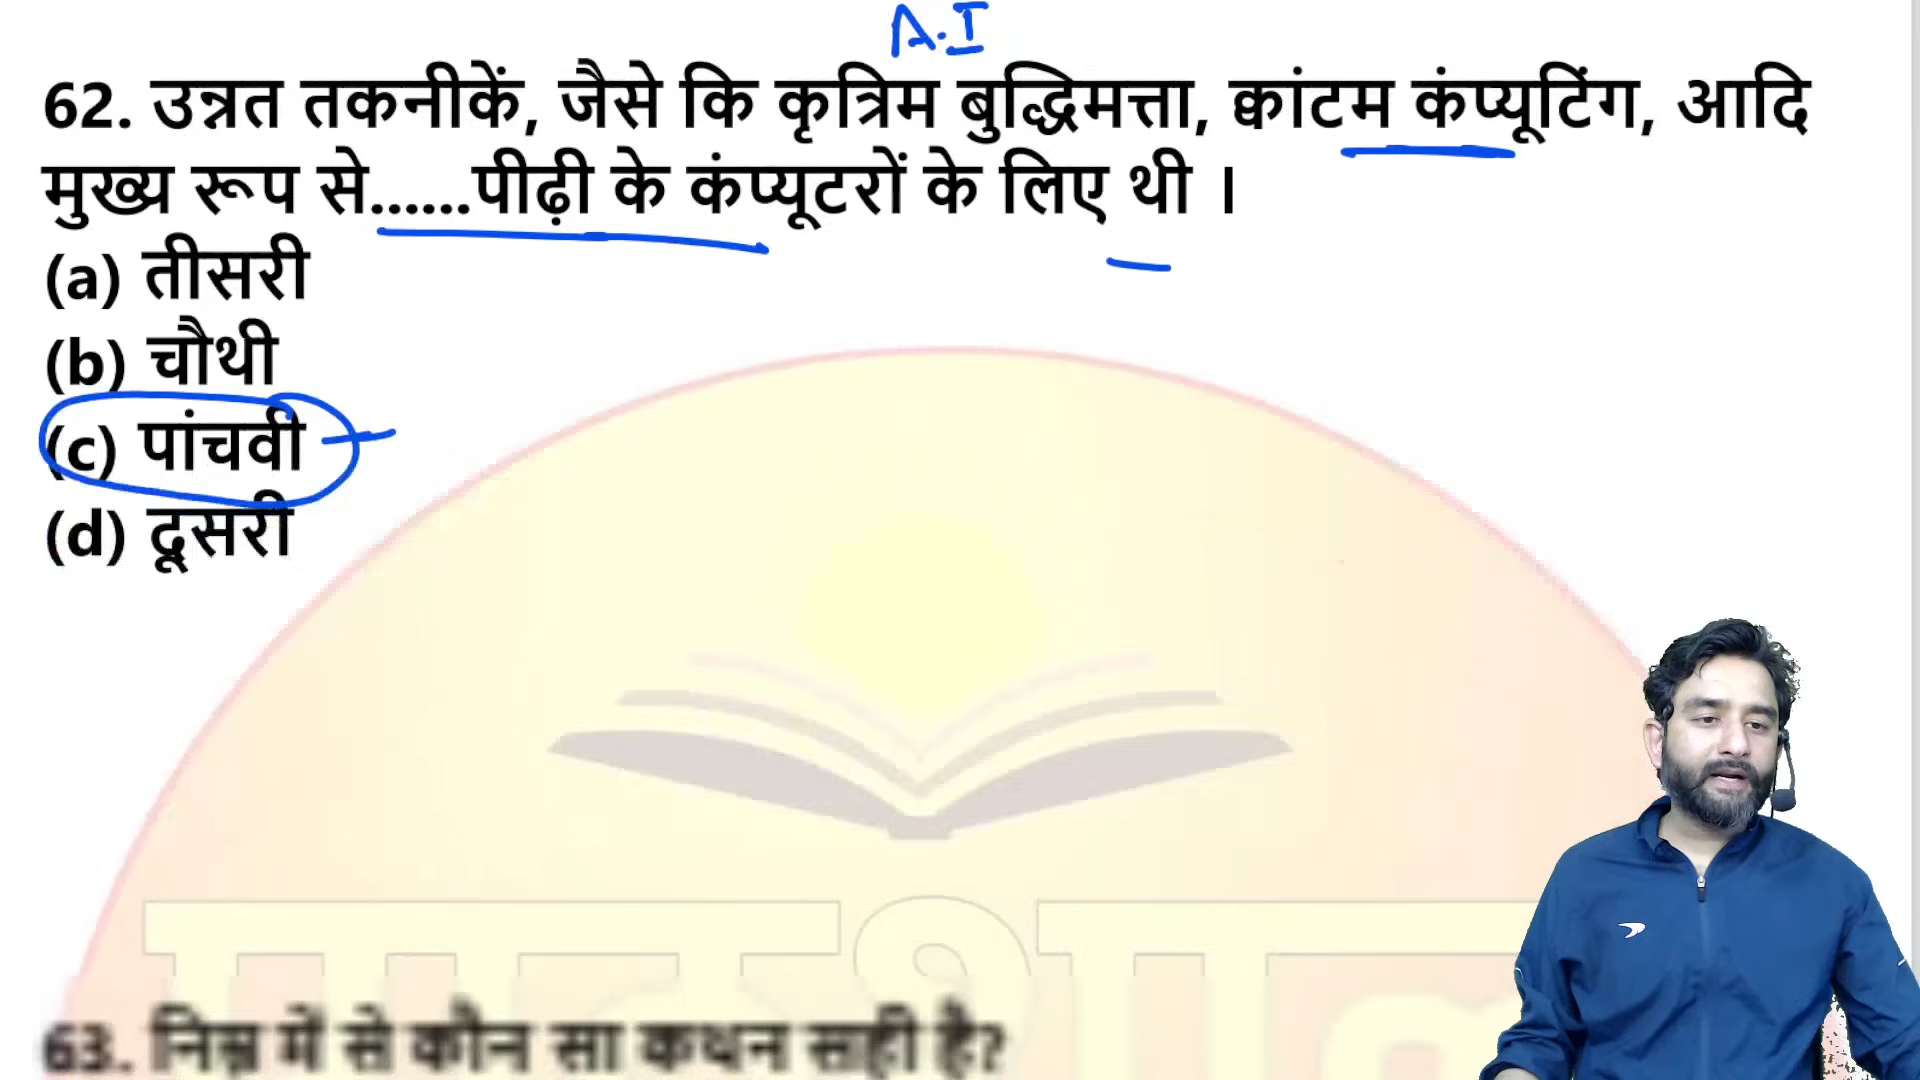 A.I
62. उन्नत तकनीकें, जैसे कि कृत्रिम बुद्धिमत्ता, क्वांटम कंप्यूटिंग, आदि
मुख्य रूप से......पीढ़ी के कंप्यूटरों के लिए थी ।
(a) तीसरी
(b) चौथी
(c) पांचवी
(d) दूसरी
63. निम्न में से कौन सा कथन सही है?